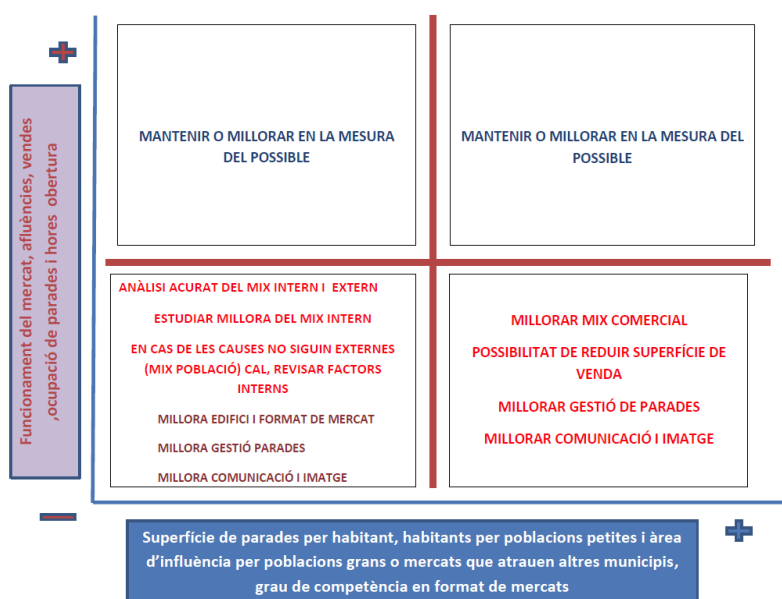 Funcionament del mercat, afluències, vendes
,ocupació de parades i hores obertura
MANTENIR O MILLORAR EN LA MESURA
DEL POSSIBLE
MANTENIR O MILLORAR EN LA MESURA DEL
POSSIBLE
ANÀLISI ACURAT DEL MIX INTERN I EXTERN
ESTUDIAR MILLORA DEL MIX INTERN
EN CAS DE LES CAUSES NO SIGUIN EXTERNES
(MIX POBLACIÓ) CAL, REVISAR FACTORS
INTERNS
MILLORA EDIFICI I FORMAT DE MERCAT
MILLORA GESTIÓ PARADES
MILLORA COMUNICACIÓ I IMATGE
MILLORAR MIX COMERCIAL
POSSIBILITAT DE REDUIR SUPERFÍCIE DE
VENDA
MILLORAR GESTIÓ DE PARADES
MILLORAR COMUNICACIÓ I IMATGE
Superfície de parades per habitant, habitants per poblacions petites i àrea
d’influència per poblacions grans o mercats que atrauen altres municipis,
grau de competència en format de mercats